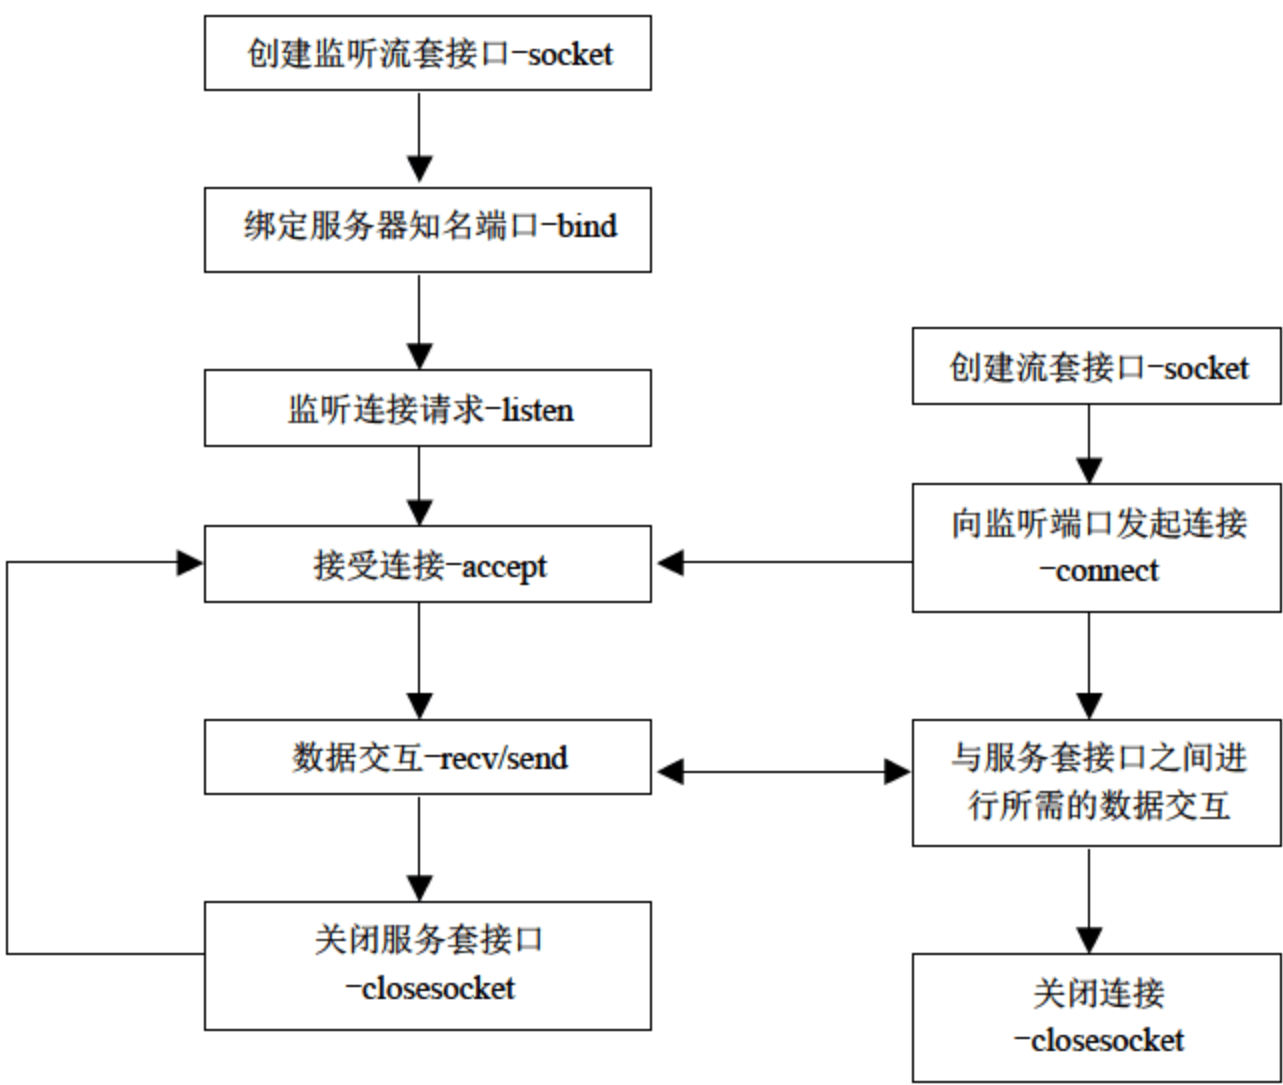 创建监听流套接口-socket
绑定服务器知名端口-bind
监听连接请求-listen
接受连接-accept
数据交互-recv/send
关闭服务套接口
-closesocket
创建流套接口-socket
向监听端口发起连接
-connect
与服务套接口之间进
行所需的数据交互
关闭连接
-closesocket